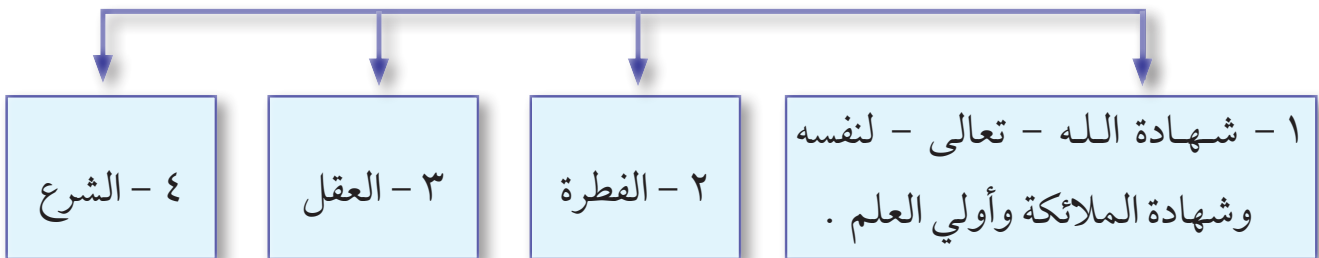 ١ - شهادة الله - تعالى - لنفسه
وشهادة الملائكة وأولي العلم .
٢ - الفطرة
٣ - العقل
٤ - الشرع